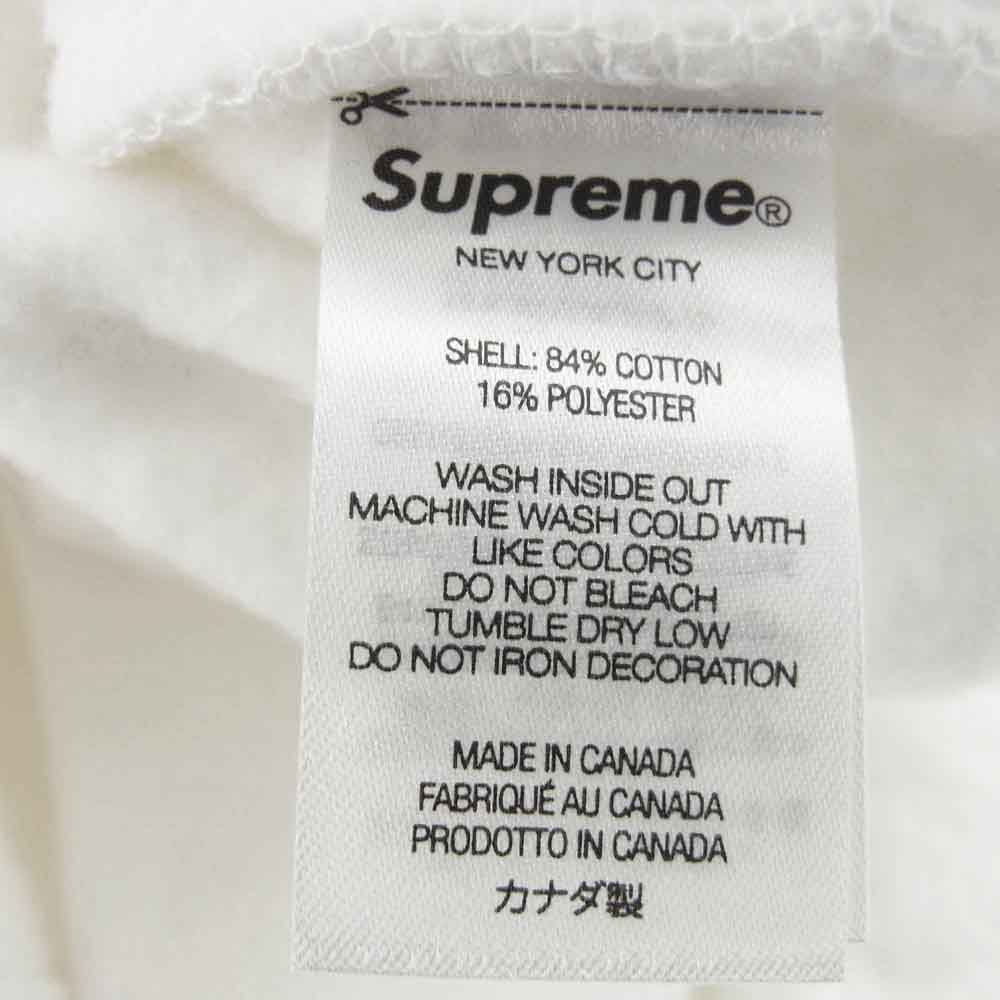 Supreme®
NEW YORK CITY
SHELL: 84% COTTON
16% POLYESTER
WASH INSIDE OUT
MACHINE WASH COLD WITH
LIKE COLORS
DO NOT BLEACH
TUMBLE DRY LOW
DO NOT IRON DECORATION
MADE IN CANADA
FABRIQUÉ AU CANADA
PRODOTTO IN CANADA
カナダ製